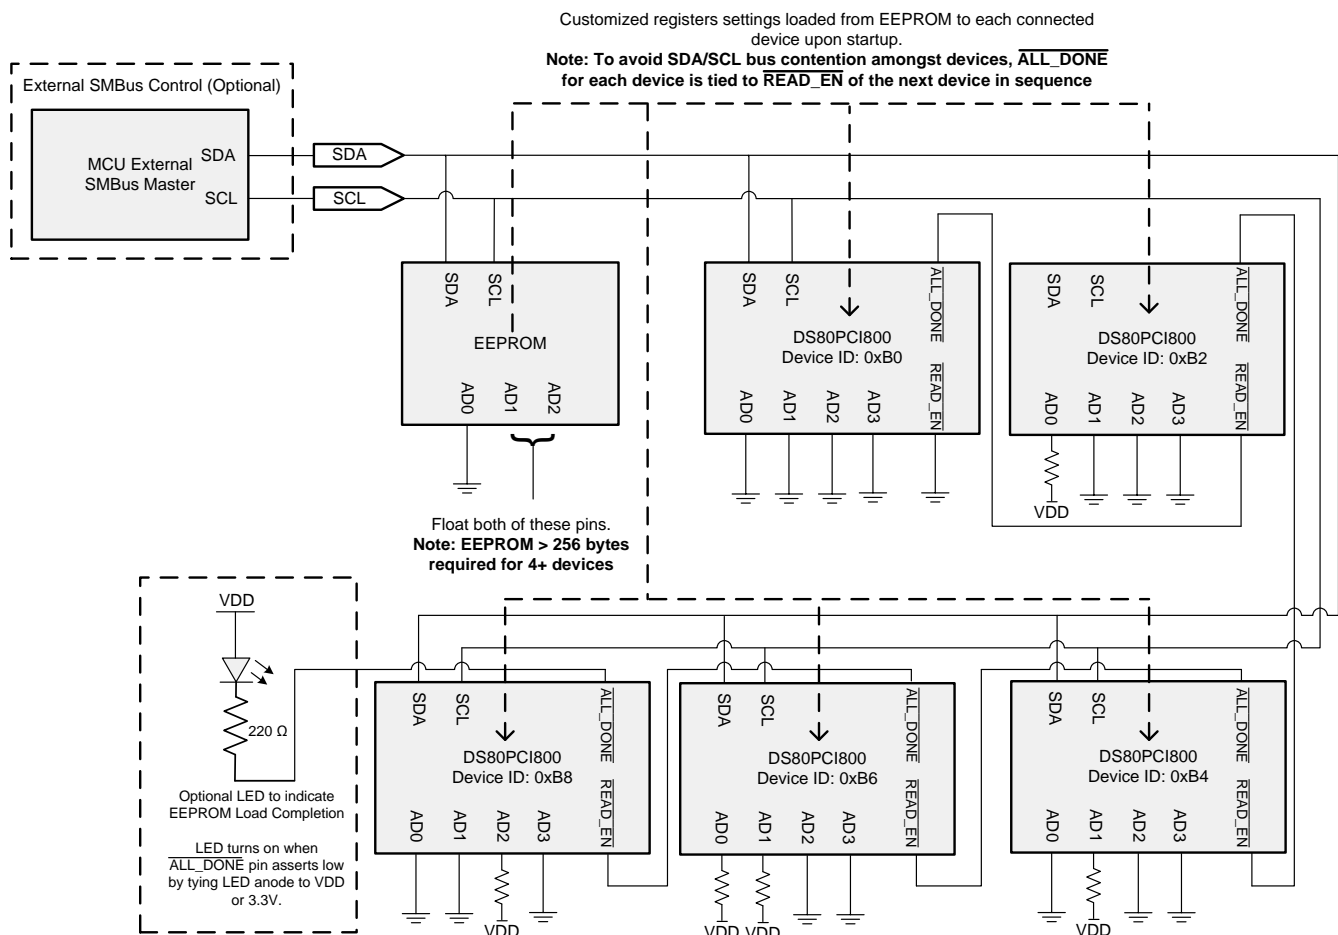 Customized registers settings loaded from EEPROM to each connected
device upon startup.
Note: To avoid SDA/SCL bus contention amongst devices, ALL_DONE
for each device is tied to READ_EN of the next device in sequence
External SMBus Control (Optional)
MCU External
SMBus Master
SDA
SCL
SDA
SCL
SDA
SCL
EEPROM
AD0
AD1
AD2
Float both of these pins.
Note: EEPROM > 256 bytes
required for 4+ devices
SDA
SCL
ALL_DONE
DS80PCI800
Device ID: 0xB0
AD0
AD1
AD2
AD3
READ_EN
SDA
SCL
ALL_DONE
DS80PCI800
Device ID: 0xB2
AD0
AD1
AD2
AD3
READ_EN
VDD
VDD
220 Ω
Optional LED to indicate
EEPROM Load Completion
LED turns on when
ALL_DONE pin asserts low
by tying LED anode to VDD
or 3.3V.
SDA
SCL
ALL_DONE
DS80PCI800
Device ID: 0xB8
AD0
AD1
AD2
AD3
READ_EN
VDD
SDA
SCL
ALL_DONE
DS80PCI800
Device ID: 0xB6
AD0
AD1
AD2
AD3
READ_EN
VDD
VDD
SDA
SCL
ALL_DONE
DS80PCI800
Device ID: 0xB4
AD0
AD1
AD2
AD3
READ_EN
VDD